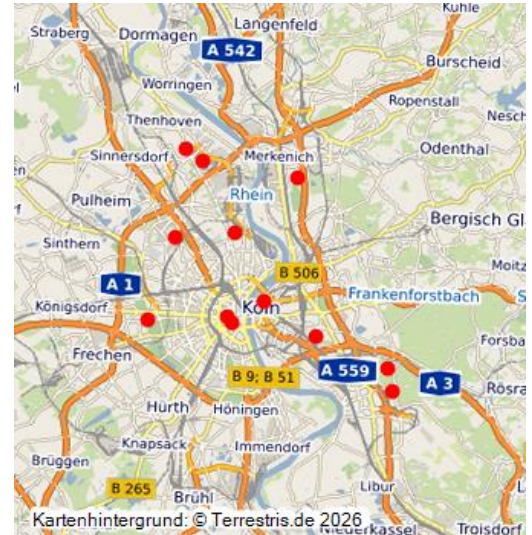 Kuhle
Straberg
Dormagen
Langenfeld
A 542
Burscheid
Worringen
Ropenstall
Thenhoven
Nesch
Sinnersdorf
Merkenich
Odenthal
Pulheim
Rhein
Bergisch Gl
Sinthern
Moitz
B 506
A 1
Frankenforstbach
S
Königsdorf
Köln
Forsba
Frechen
A 559
A 3
B 9; B 51
Rösra
Hürth
Höningen
Knapsack
Immendorf
Brüggen
B 265
Libur
Brühl
Kartenhintergrund: © Terrestris.de 2026
Niederkassel
Troisdorf